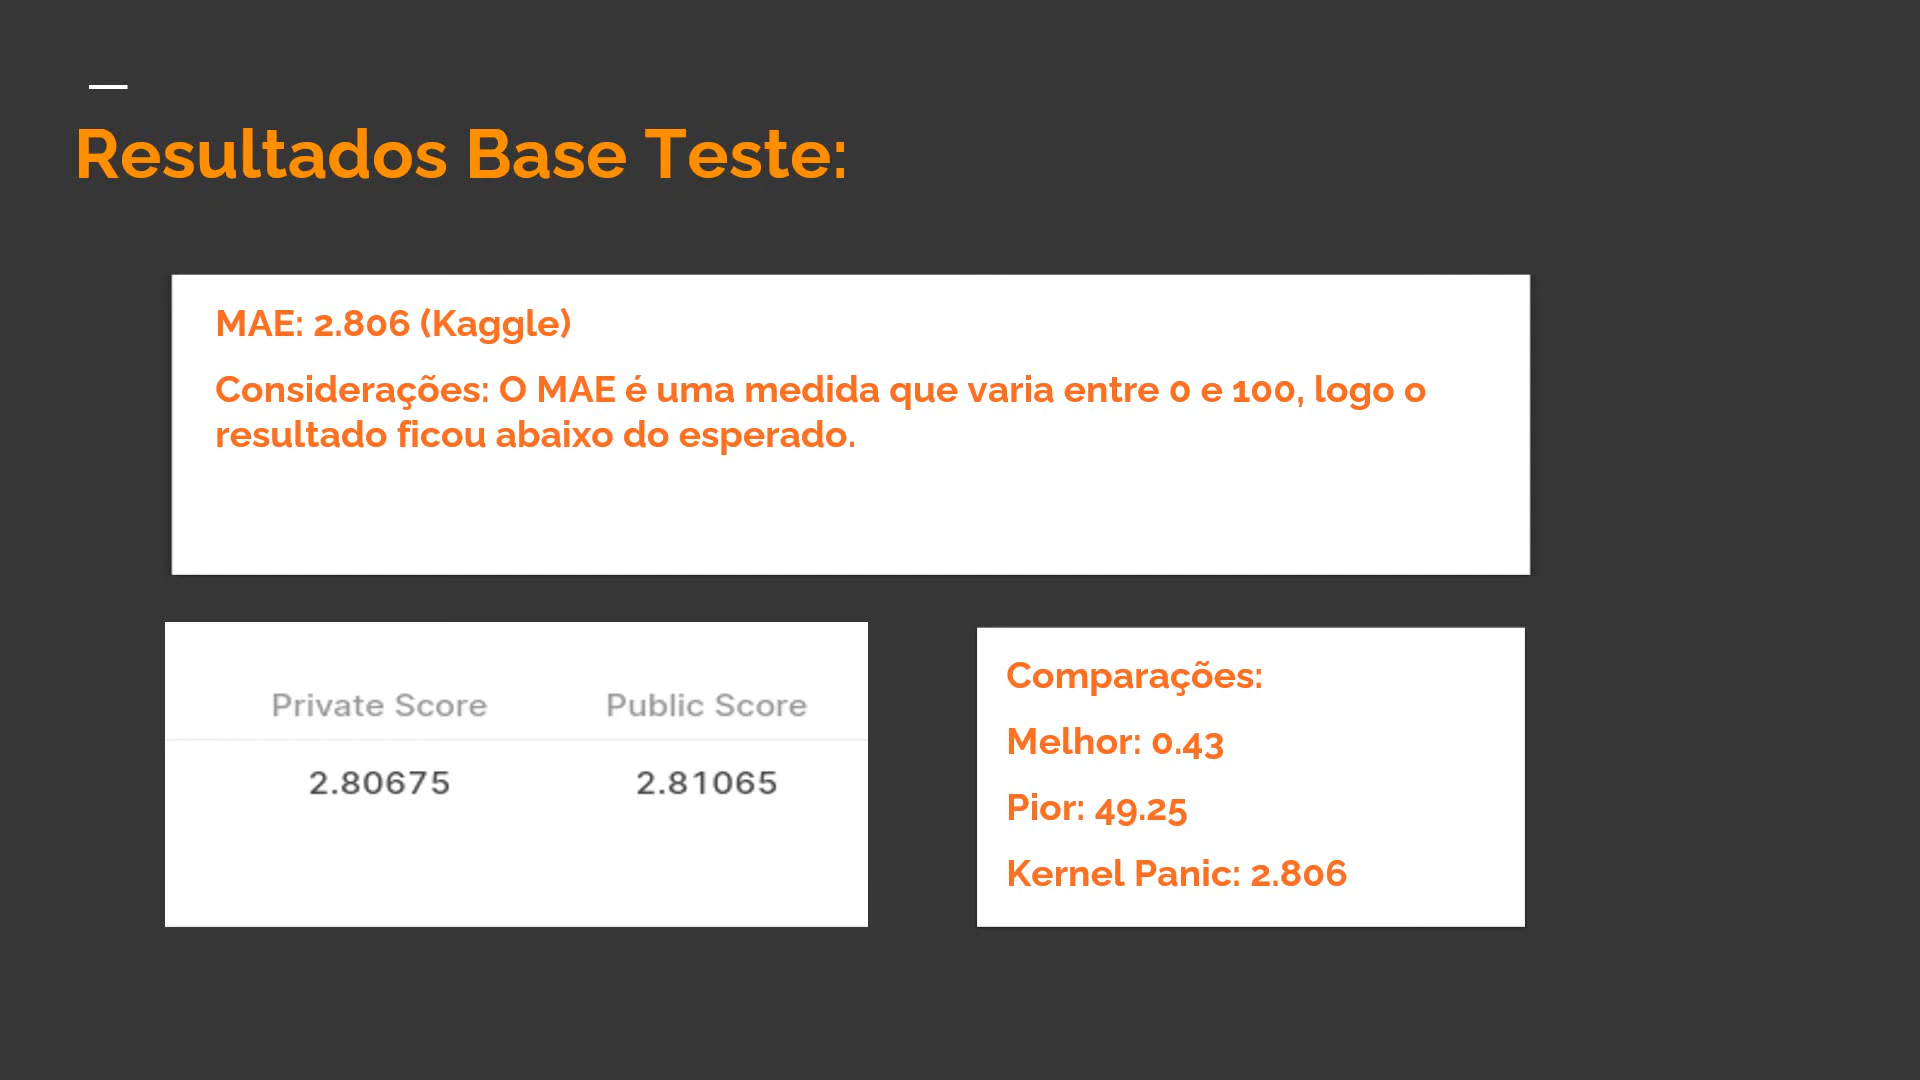 Resultados Base Teste:
MAE: 2.806 (Kaggle)
Considerações: O MAE é uma medida que varia entre 0 e 100, logo o
resultado ficou abaixo do esperado.
Private Score Public Score
2.80675 2.81065
Comparações:
Melhor: 0.43
Pior: 49.25
Kernel Panic: 2.806